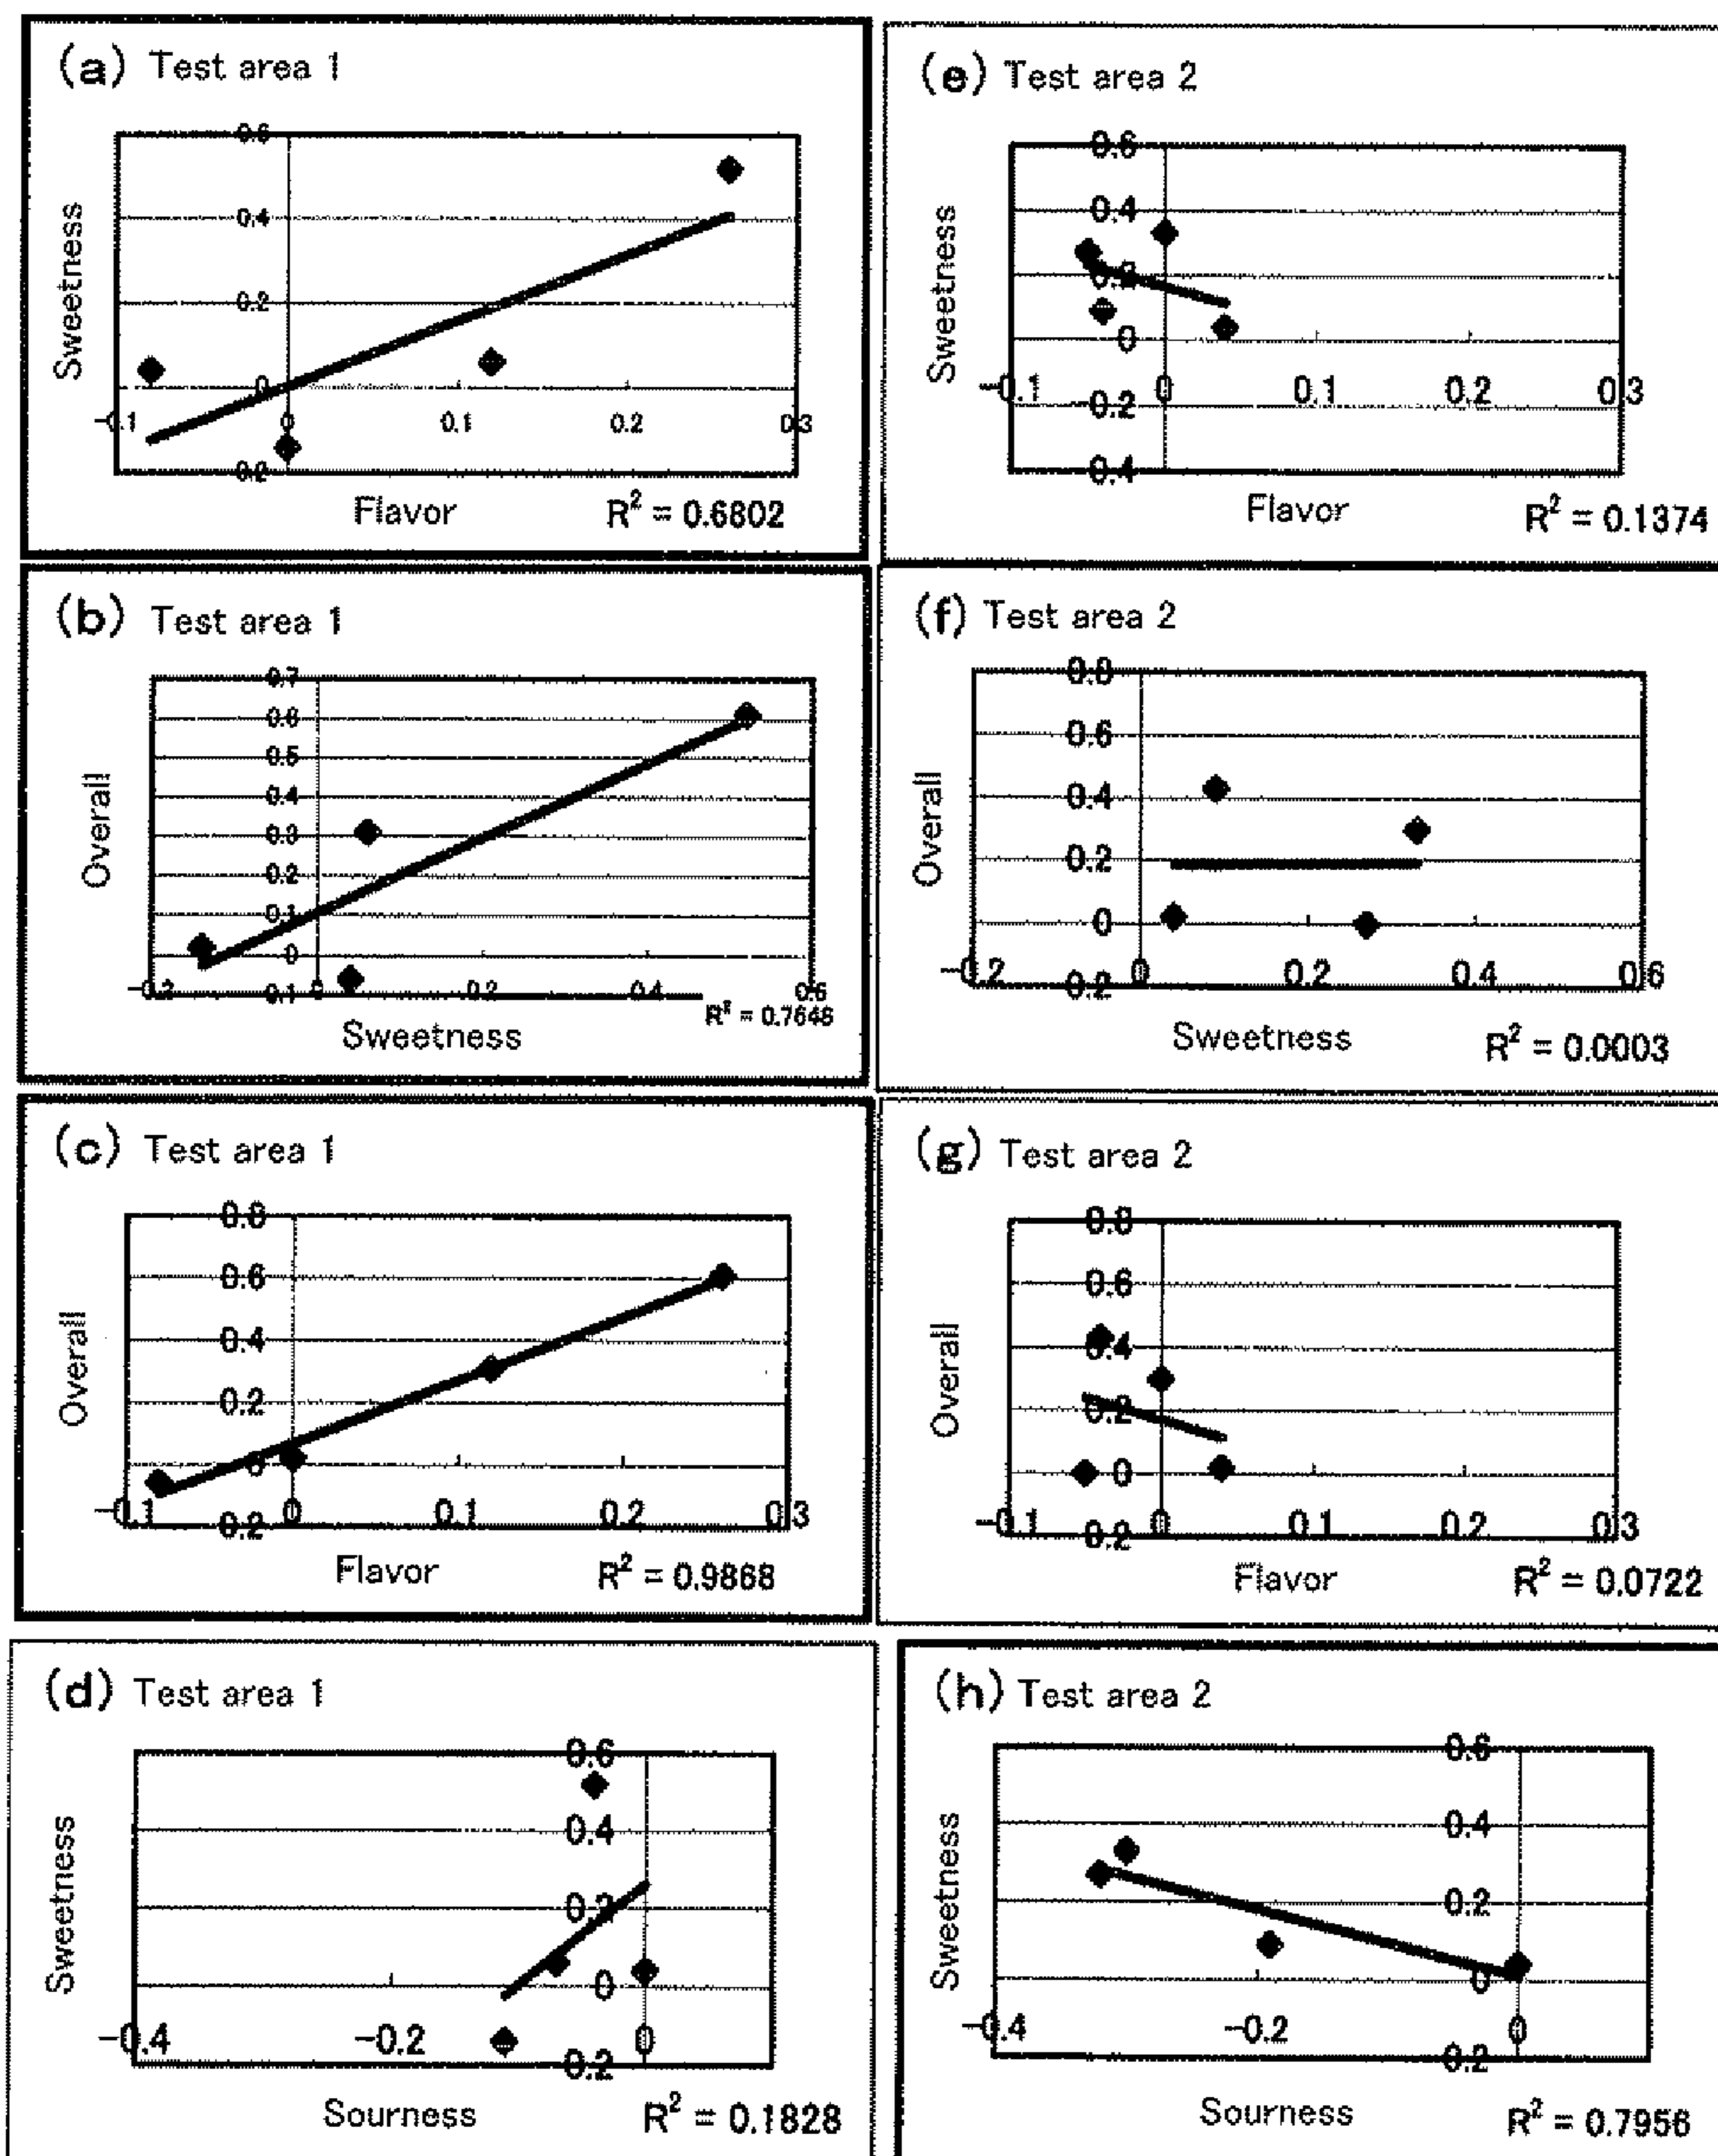 (a) Test area 1
0.6
0.4
0.2
0
-0.1 0 0.1 0.2 0.3
0.2
Sweetness
Flavor R² = 0.6802
(e) Test area 2
0.6
0.4
0.2
0
-0.1 0 0.1 0.2 0.3
-0.2
0.4
Sweetness
Flavor R² = 0.1374
(b) Test area 1
0.7
0.6
0.5
0.4
0.3
0.2
0.1
0
-0.2 0.1 0 0.2 0.4 0.6
Overall
Sweetness R² = 0.7648
(f) Test area 2
0.8
0.6
0.4
0.2
0
-0.2 0 0.2 0.4 0.6
0.2
Overall
Sweetness R² = 0.0003
(c) Test area 1
0.8
0.6
0.4
0.2
0
-0.1 0 0.1 0.2 0.3
0.2
Overall
Flavor R² = 0.9868
(g) Test area 2
0.8
0.6
0.4
0.2
0
-0.1 0 0.1 0.2 0.3
0.2
Overall
Flavor R² = 0.0722
(d) Test area 1
0.6
0.4
0.2
0
-0.4 -0.2 0
0.2
Sweetness
Sourness R² = 0.1828
(h) Test area 2
0.6
0.4
0.2
0
-0.4 -0.2 0
0.2
Sweetness
Sourness R² = 0.7956